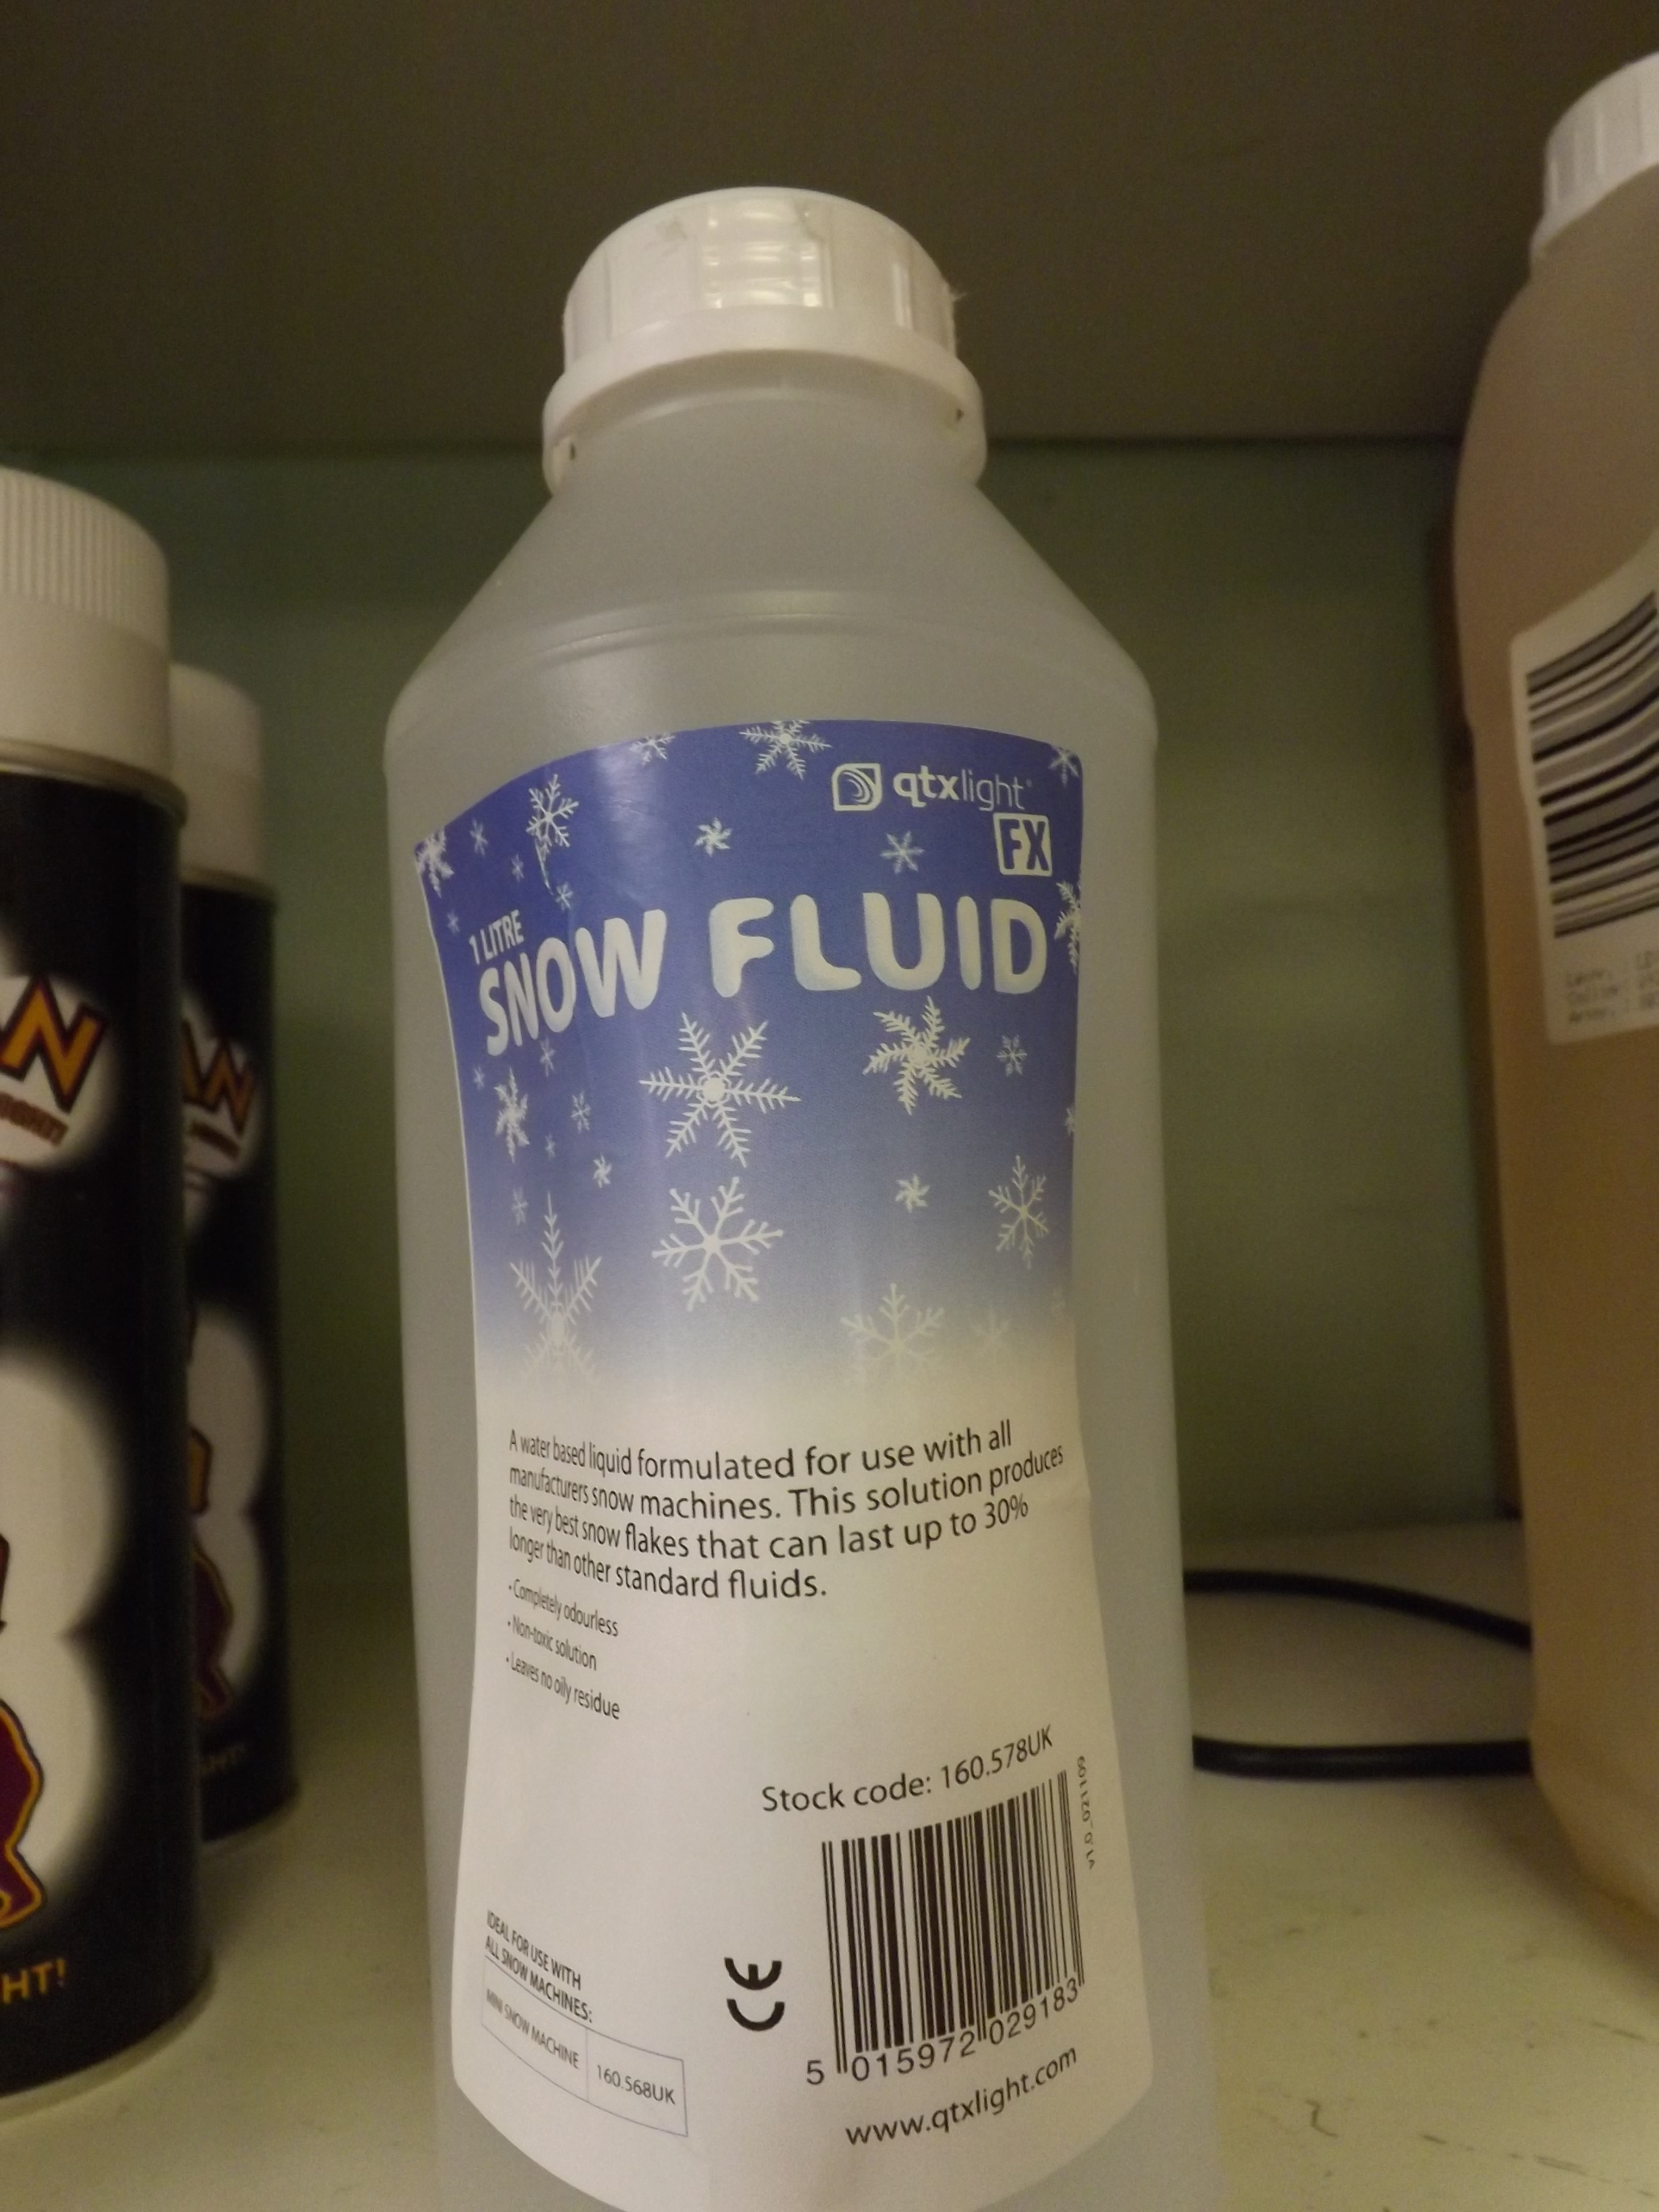 qtxlight
FX
1 LITRE
SNOW FLUID
A water based liquid formulated for use with all
manufacturers snow machines. This solution produces
the very best snow flakes that can last up to 30%
longer than other standard fluids.
• Completely odourless
• Non-toxic solution
• Leaves no oily residue
Stock code: 160.578UK
IDEAL FOR USE WITH
ALL SNOW MACHINES:
MINI SNOW MACHINE 160.568UK
CE
5 015972 029183
www.qtxlight.com
HT!